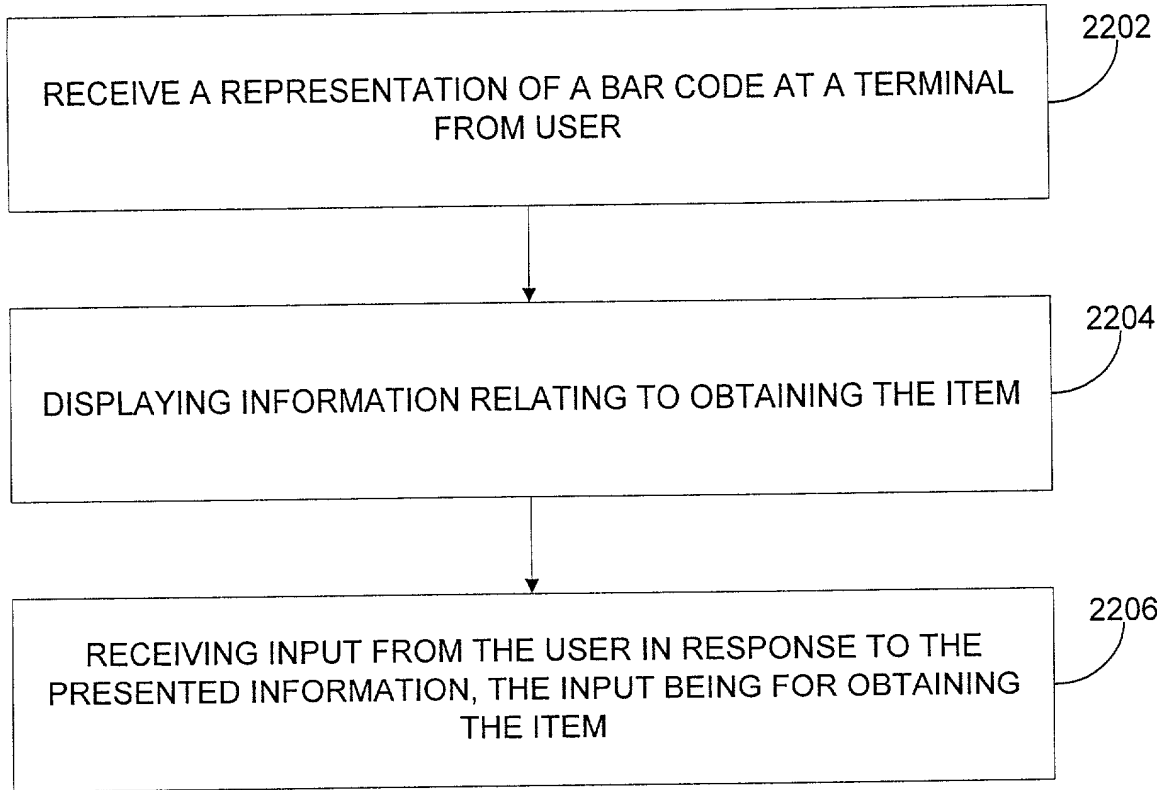 2202
RECEIVE A REPRESENTATION OF A BAR CODE AT A TERMINAL
FROM USER
2204
DISPLAYING INFORMATION RELATING TO OBTAINING THE ITEM
2206
RECEIVING INPUT FROM THE USER IN RESPONSE TO THE
PRESENTED INFORMATION, THE INPUT BEING FOR OBTAINING
THE ITEM